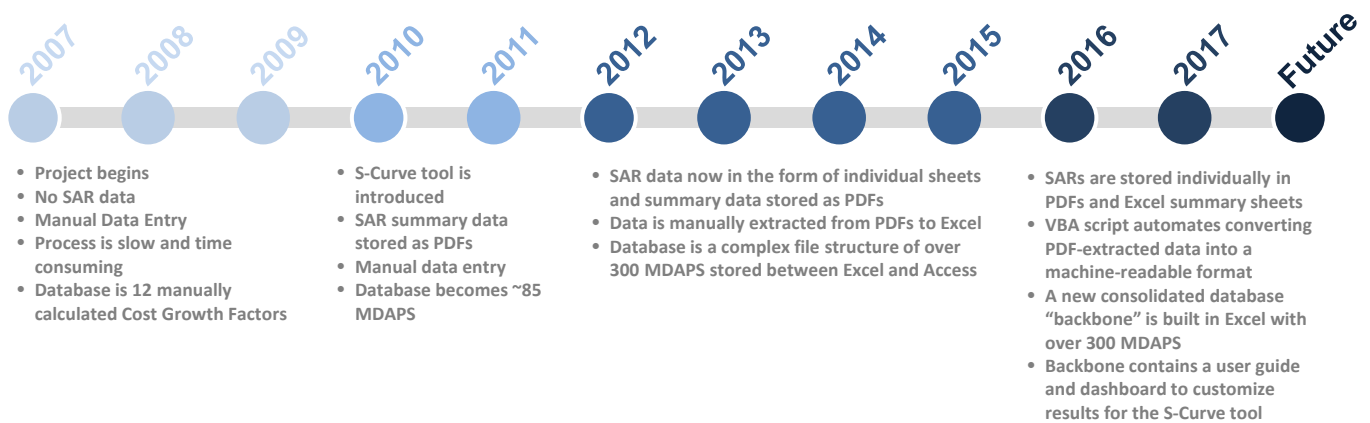 2007
2008
2009
2010
2011
2012
2013
2014
2015
2016
2017
Future
• Project begins
• No SAR data
• Manual Data Entry
• Process is slow and time
consuming
• Database is 12 manually
calculated Cost Growth Factors
• S-Curve tool is
introduced
• SAR summary data
stored as PDFs
• Manual data entry
• Database becomes ~85
MDAPS
• SAR data now in the form of individual sheets
and summary data stored as PDFs
• Data is manually extracted from PDFs to Excel
• Database is a complex file structure of over
300 MDAPS stored between Excel and Access
• SARs are stored individually in
PDFs and Excel summary sheets
• VBA script automates converting
PDF-extracted data into a
machine-readable format
• A new consolidated database
“backbone” is built in Excel with
over 300 MDAPS
• Backbone contains a user guide
and dashboard to customize
results for the S-Curve tool